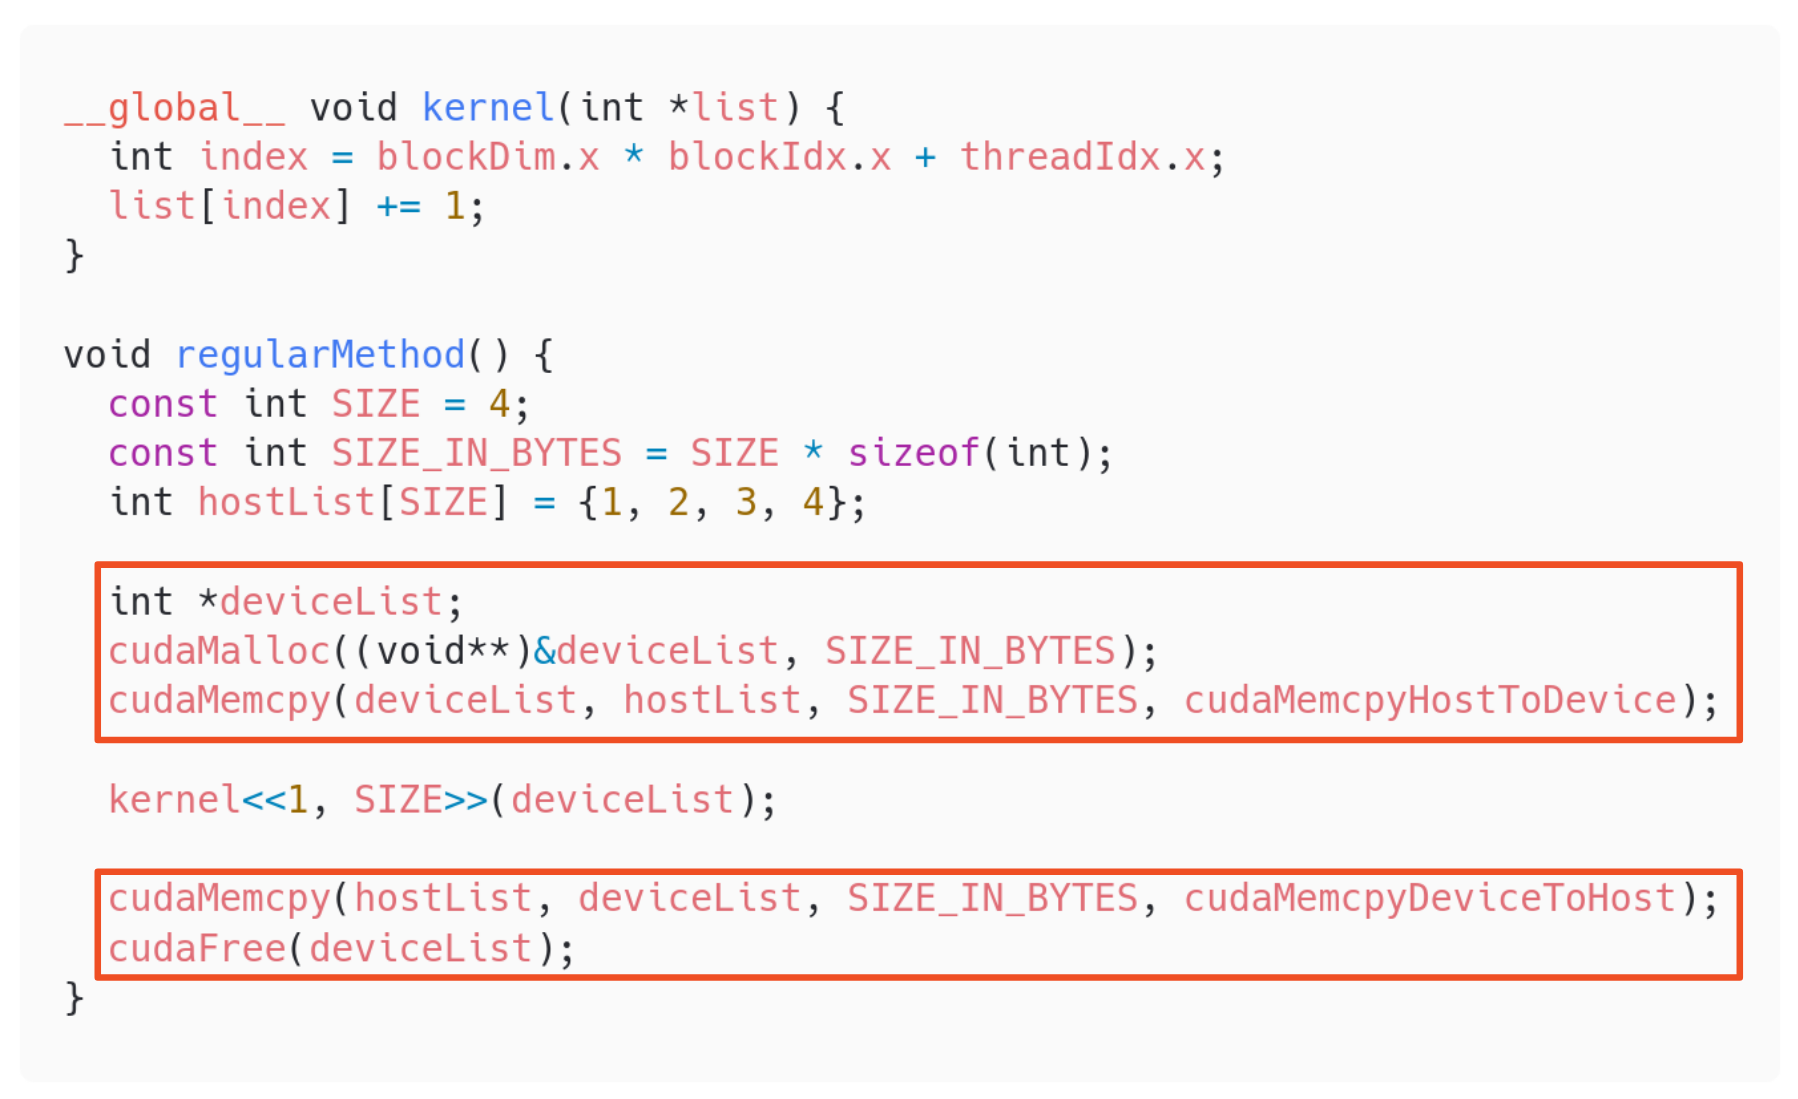 __global__ void kernel(int *list) {
int index = blockDim.x * blockIdx.x + threadIdx.x;
list[index] += 1;
}
void regularMethod() {
const int SIZE = 4;
const int SIZE_IN_BYTES = SIZE * sizeof(int);
int hostList[SIZE] = {1, 2, 3, 4};
int *deviceList;
cudaMalloc((void**)&deviceList, SIZE_IN_BYTES);
cudaMemcpy(deviceList, hostList, SIZE_IN_BYTES, cudaMemcpyHostToDevice);
kernel<<1, SIZE>>(deviceList);
cudaMemcpy(hostList, deviceList, SIZE_IN_BYTES, cudaMemcpyDeviceToHost);
cudaFree(deviceList);
}